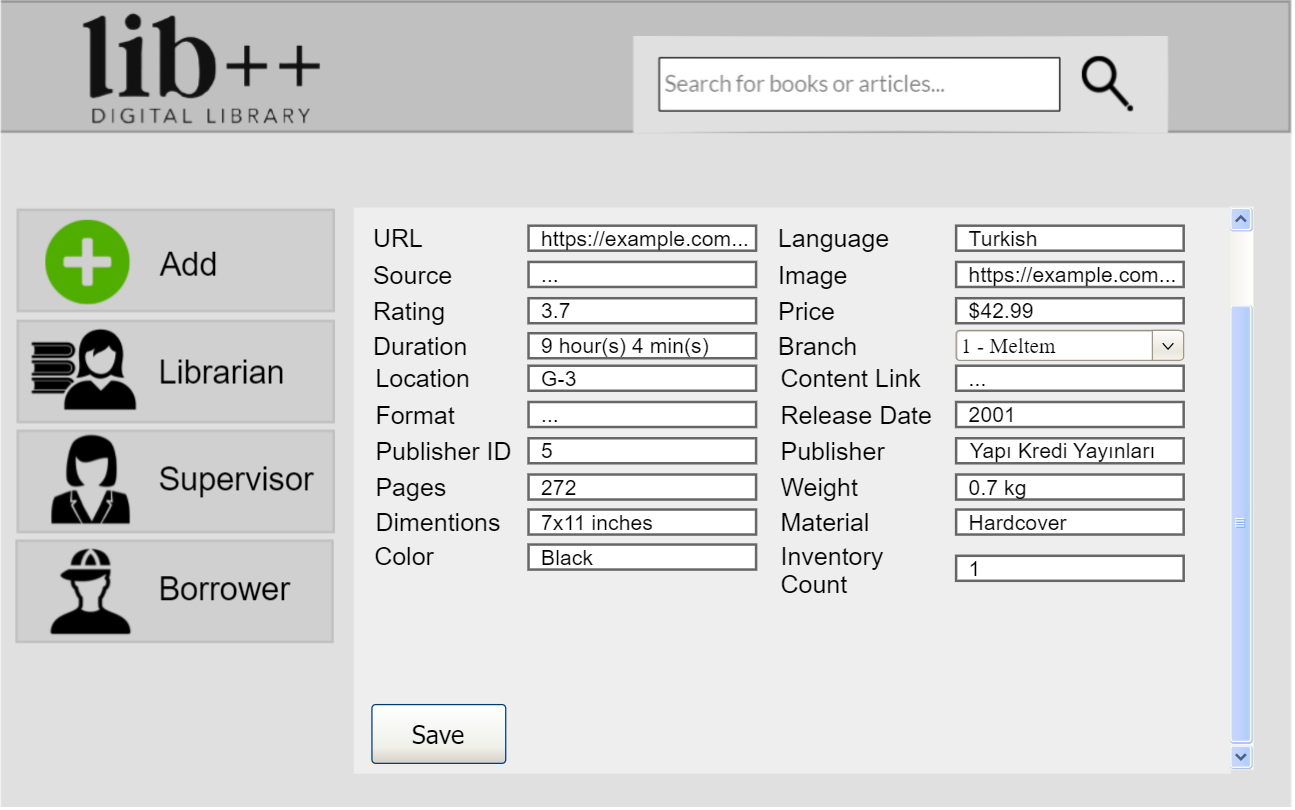 lib++
DIGITAL LIBRARY
Search for books or articles...
Add
Librarian
Supervisor
Borrower
URL https://example.com... Language Turkish
Source ... Image https://example.com...
Rating 3.7 Price $42.99
Duration 9 hour(s) 4 min(s) Branch 1 - Meltem
Location G-3 Content Link ...
Format ... Release Date 2001
Publisher ID 5 Publisher Yapı Kredi Yayınları
Pages 272 Weight 0.7 kg
Dimentions 7x11 inches Material Hardcover
Color Black Inventory
Count 1
Save